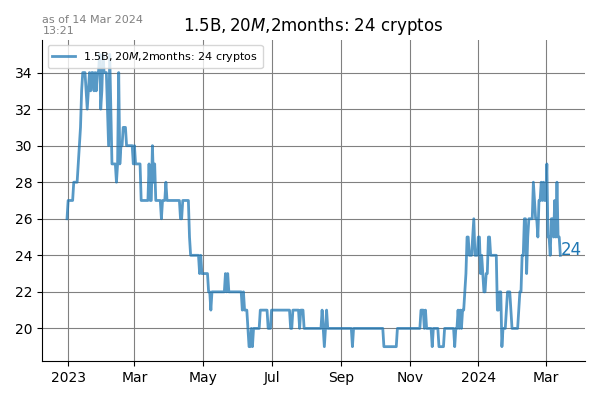 as of 14 Mar 2024
13:21
1.5B, 20M,2months: 24 cryptos
1.5B, 20M,2months: 24 cryptos
34
32
30
28
26
24
22
20
24
2023
Mar
May
Jul
Sep
Nov
2024
Mar